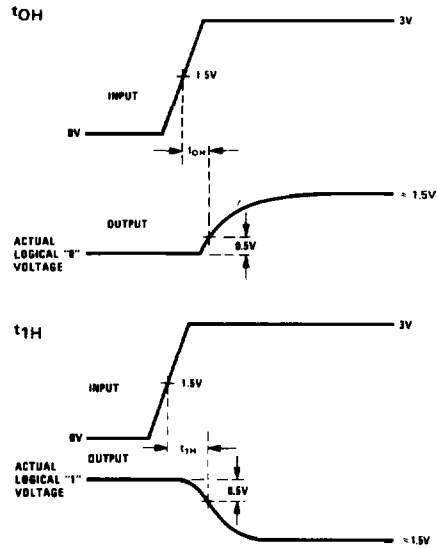 tOH
3V
1.5V
INPUT
0V
tOH
≈ 1.5V
OUTPUT
0.5V
ACTUAL
LOGICAL "0"
VOLTAGE
t1H
3V
1.5V
INPUT
0V
OUTPUT
t1H
ACTUAL
LOGICAL "1"
VOLTAGE
0.5V
≈1.5V